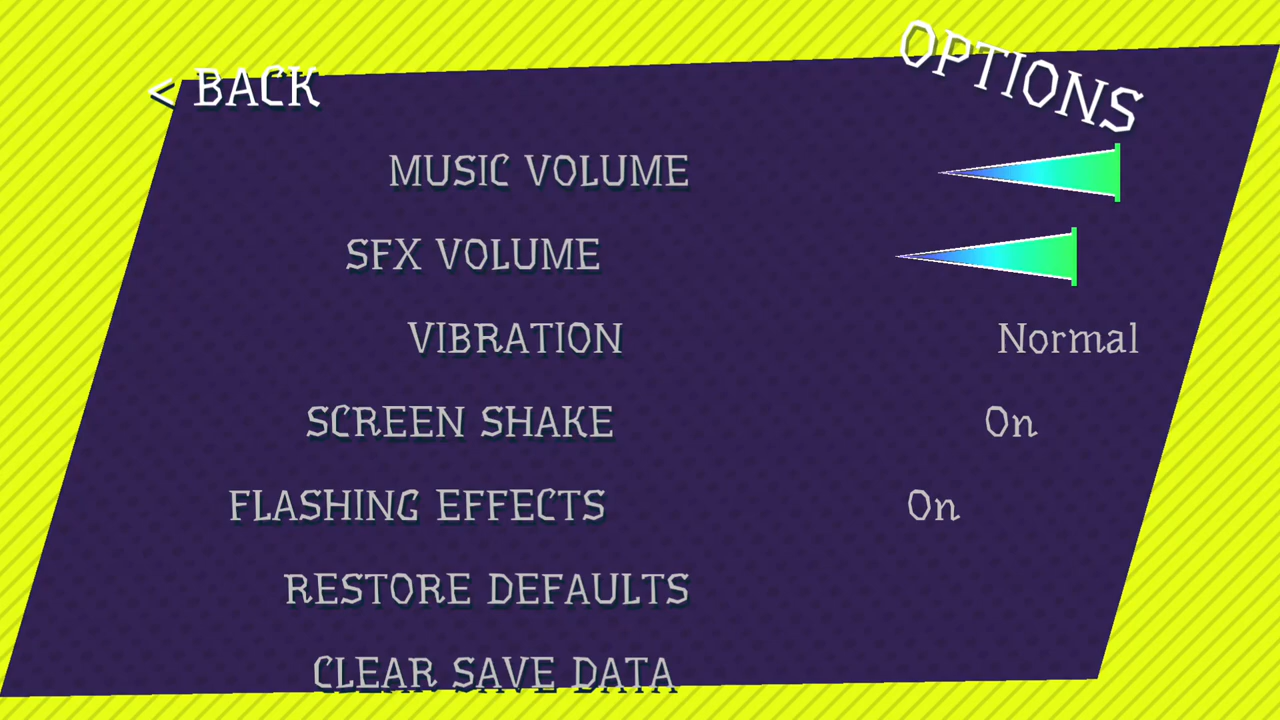 < BACK
OPTIONS
MUSIC VOLUME
SFX VOLUME
VIBRATION Normal
SCREEN SHAKE On
FLASHING EFFECTS On
RESTORE DEFAULTS
CLEAR SAVE DATA